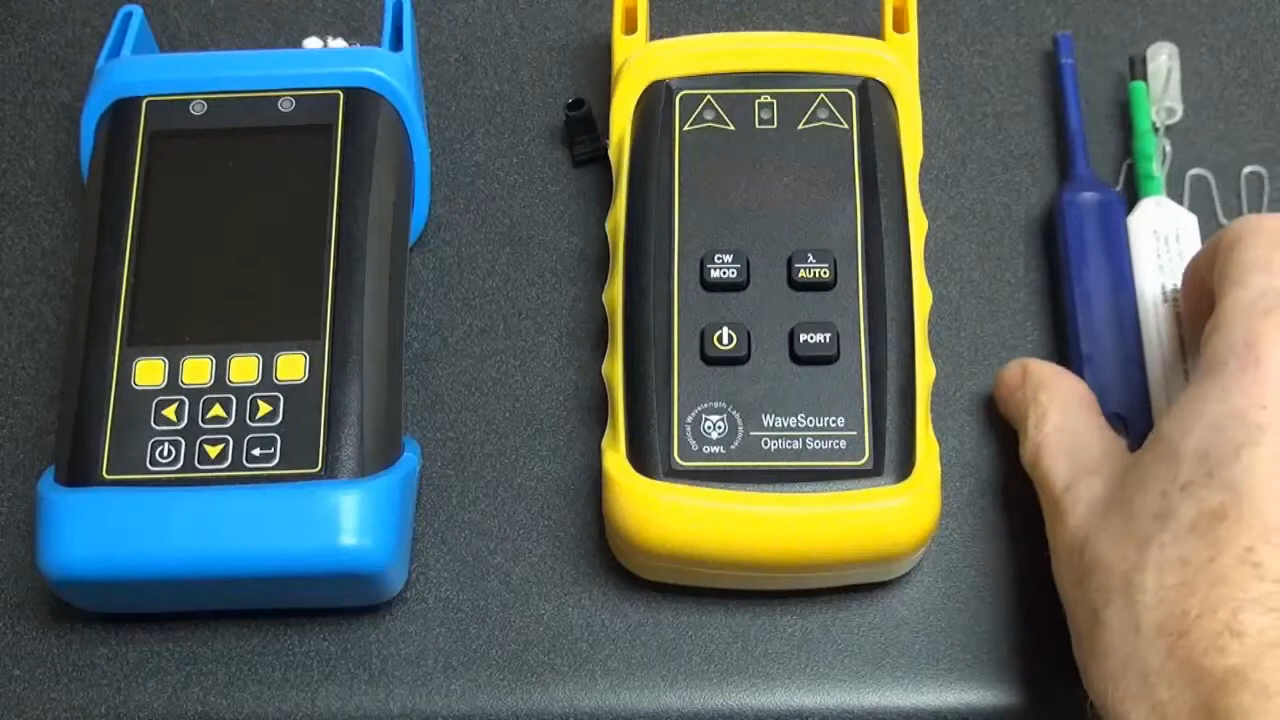 CW
MOD
λ
AUTO
PORT
Optical Wavelength Laboratories
OWL
WaveSource
Optical Source